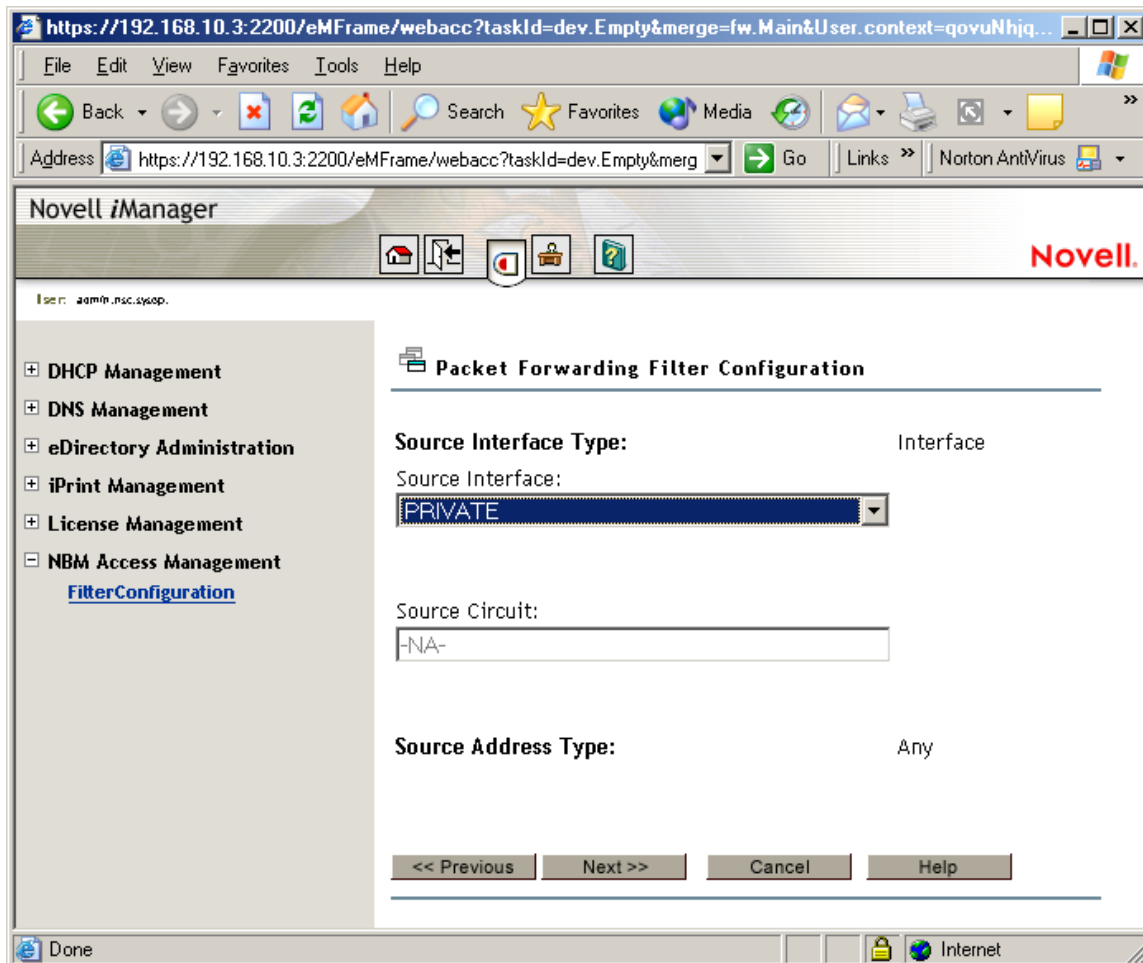 https://192.168.10.3:2200/eMFrame/webacc?taskId=dev.Empty&merge=fw.Main&User.context=qovuNhjq...
File Edit View Favorites Tools Help
Back Search Favorites Media »
Address https://192.168.10.3:2200/eMFrame/webacc?taskId=dev.Empty&merg Go Links » Norton AntiVirus
Novell iManager
Novell.
User: admin.nsc.sysop.
DHCP Management
DNS Management
eDirectory Administration
iPrint Management
License Management
NBM Access Management
FilterConfiguration
Packet Forwarding Filter Configuration
Source Interface Type: Interface
Source Interface:
PRIVATE
Source Circuit:
-NA-
Source Address Type: Any
<< Previous Next >> Cancel Help
Done Internet